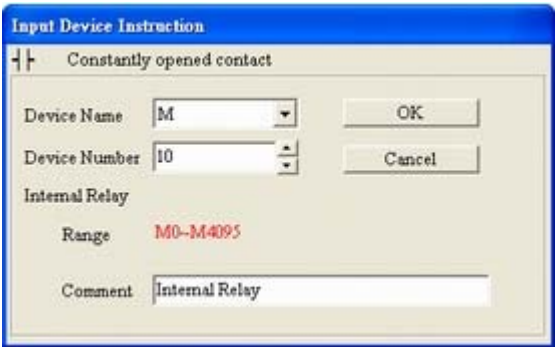 Input Device Instruction
Constantly opened contact
Device Name M OK
Device Number 10 Cancel
Internal Relay
Range M0~M4095
Comment Internal Relay